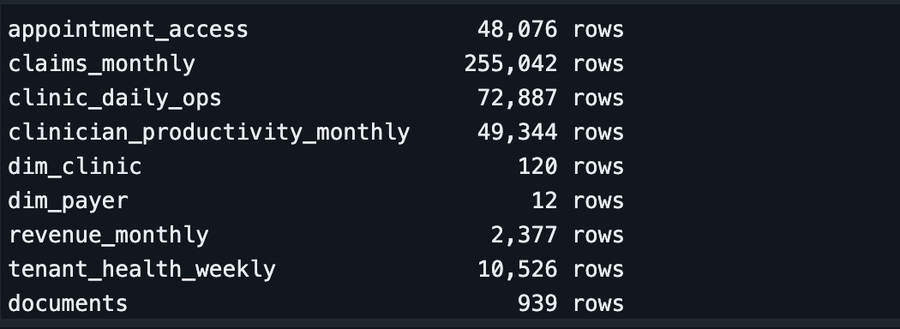 appointment_access 48,076 rows
claims_monthly 255,042 rows
clinic_daily_ops 72,887 rows
clinician_productivity_monthly 49,344 rows
dim_clinic 120 rows
dim_payer 12 rows
revenue_monthly 2,377 rows
tenant_health_weekly 10,526 rows
documents 939 rows